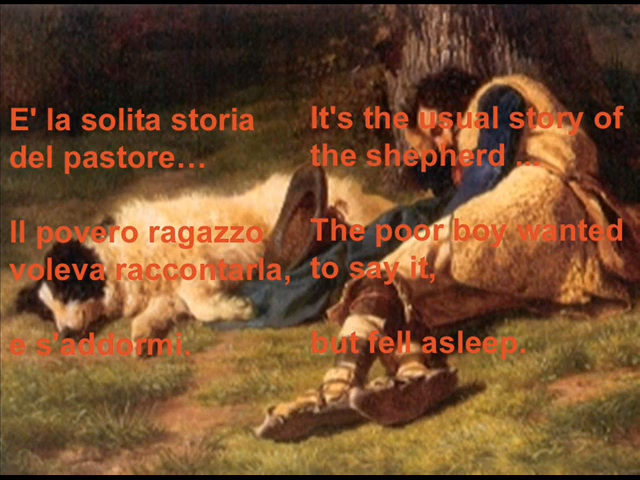 E' la solita storia
del pastore…
Il povero ragazzo
voleva raccontarla,
e s'addormi.
It's the usual story of
the shepherd ...
The poor boy wanted
to say it,
but fell asleep.